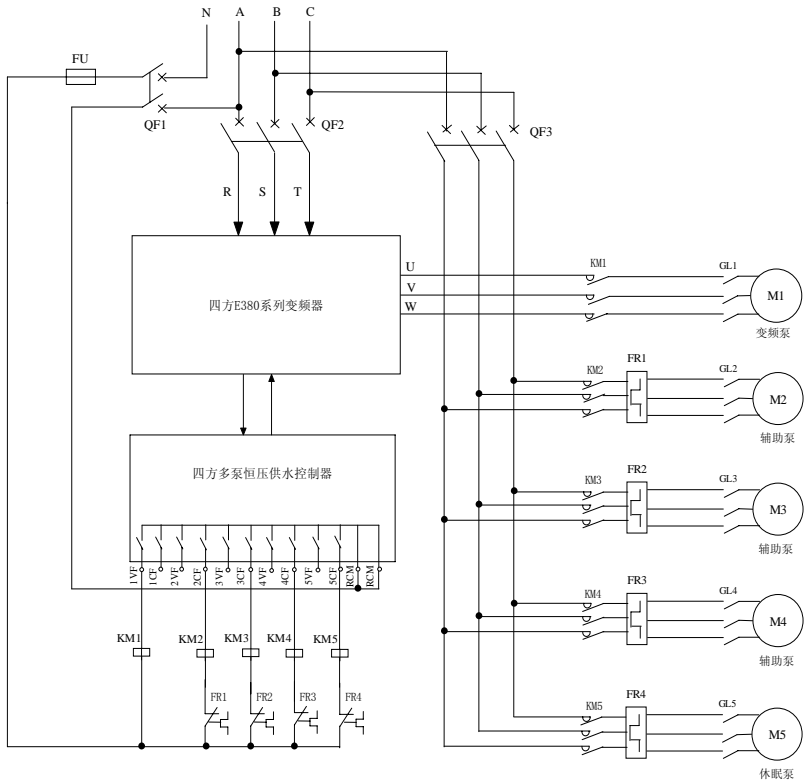 N A B C
FU
QF1 QF2 QF3
R S T
四方E380系列变频器
U
V
W
KM1 GL1
M1
变频泵
FR1
KM2 GL2
M2
辅助泵
四方多泵恒压供水控制器
FR2
KM3 GL3
M3
辅助泵
1VF 1CF 2VF 2CF 3VF 3CF 4VF 4CF 5VF 5CF RCM RCM
FR3
KM4 GL4
M4
辅助泵
KM1 KM2 KM3 KM4 KM5
FR1 FR2 FR3 FR4
FR4
KM5 GL5
M5
休眠泵